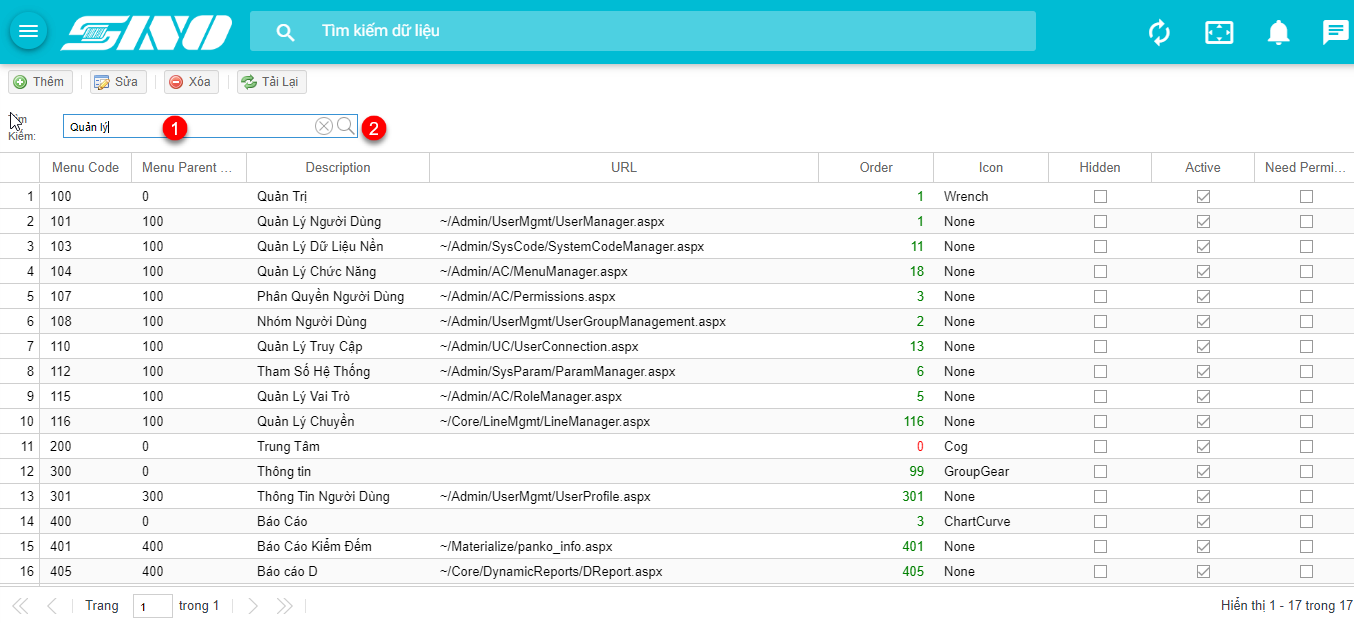 SINO
Tìm kiếm dữ liệu
Thêm Sửa Xóa Tải Lại
Kiếm:
Quản lý 1 2
Menu Code Menu Parent ... Description URL Order Icon Hidden Active Need Permi...
1 100 0 Quản Trị 1 Wrench
2 101 100 Quản Lý Người Dùng ~/Admin/UserMgmt/UserManager.aspx 1 None
3 103 100 Quản Lý Dữ Liệu Nền ~/Admin/SysCode/SystemCodeManager.aspx 11 None
4 104 100 Quản Lý Chức Năng ~/Admin/AC/MenuManager.aspx 18 None
5 107 100 Phân Quyền Người Dùng ~/Admin/AC/Permissions.aspx 3 None
6 108 100 Nhóm Người Dùng ~/Admin/UserMgmt/UserGroupManagement.aspx 2 None
7 110 100 Quản Lý Truy Cập ~/Admin/UC/UserConnection.aspx 13 None
8 112 100 Tham Số Hệ Thống ~/Admin/SysParam/ParamManager.aspx 6 None
9 115 100 Quản Lý Vai Trò ~/Admin/AC/RoleManager.aspx 5 None
10 116 100 Quản Lý Chuyền ~/Core/LineMgmt/LineManager.aspx 116 None
11 200 0 Trung Tâm 0 Cog
12 300 0 Thông tin 99 GroupGear
13 301 300 Thông Tin Người Dùng ~/Admin/UserMgmt/UserProfile.aspx 301 None
14 400 0 Báo Cáo 3 ChartCurve
15 401 400 Báo Cáo Kiểm Đếm ~/Materialize/panko_info.aspx 401 None
16 405 400 Báo cáo D ~/Core/DynamicReports/DReport.aspx 405 None
Trang 1 trong 1 Hiển thị 1 - 17 trong 17